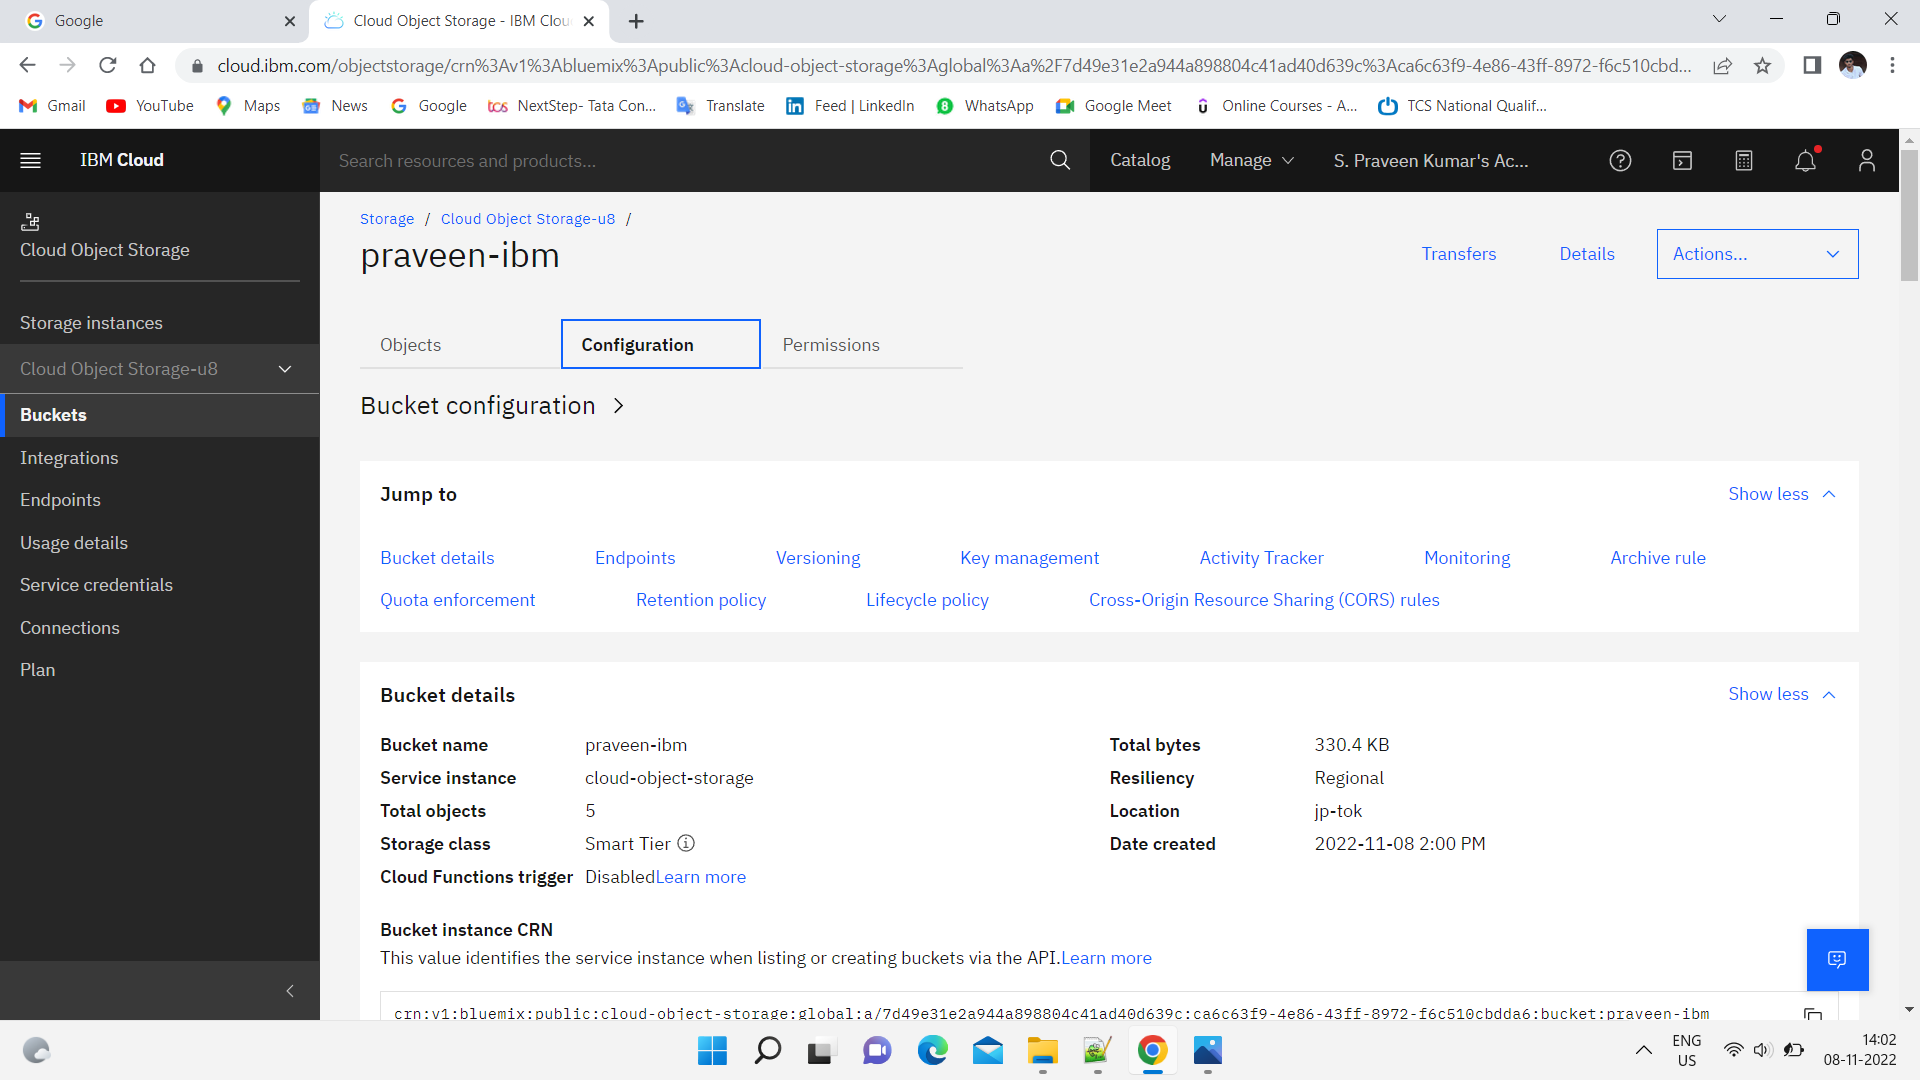 Google
Cloud Object Storage - IBM Clou
cloud.ibm.com/objectstorage/crn%3Av1%3Abluemix%3Apublic%3Acloud-object-storage%3Aglobal%3Aa%2F7d49e31e2a944a898804c41ad40d639c%3Aca6c63f9-4e86-43ff-8972-f6c510cbd...
Gmail YouTube Maps News Google tcs NextStep- Tata Con... Translate Feed | LinkedIn WhatsApp Google Meet Online Courses - A... TCS National Qualif...
IBM Cloud
Search resources and products...
Catalog Manage S. Praveen Kumar's Ac...
Cloud Object Storage
Storage instances
Cloud Object Storage-u8
Buckets
Integrations
Endpoints
Usage details
Service credentials
Connections
Plan
Storage / Cloud Object Storage-u8 /
praveen-ibm
Transfers Details Actions...
Objects Configuration Permissions
Bucket configuration
Jump to Show less
Bucket details Endpoints Versioning Key management Activity Tracker Monitoring Archive rule
Quota enforcement Retention policy Lifecycle policy Cross-Origin Resource Sharing (CORS) rules
Bucket details Show less
Bucket name praveen-ibm Total bytes 330.4 KB
Service instance cloud-object-storage Resiliency Regional
Total objects 5 Location jp-tok
Storage class Smart Tier Date created 2022-11-08 2:00 PM
Cloud Functions trigger DisabledLearn more
Bucket instance CRN
This value identifies the service instance when listing or creating buckets via the API.Learn more
crn:v1:bluemix:public:cloud-object-storage:global:a/7d49e31e2a944a898804c41ad40d639c:ca6c63f9-4e86-43ff-8972-f6c510cbdda6:bucket:praveen-ibm
ENG
US
14:02
08-11-2022